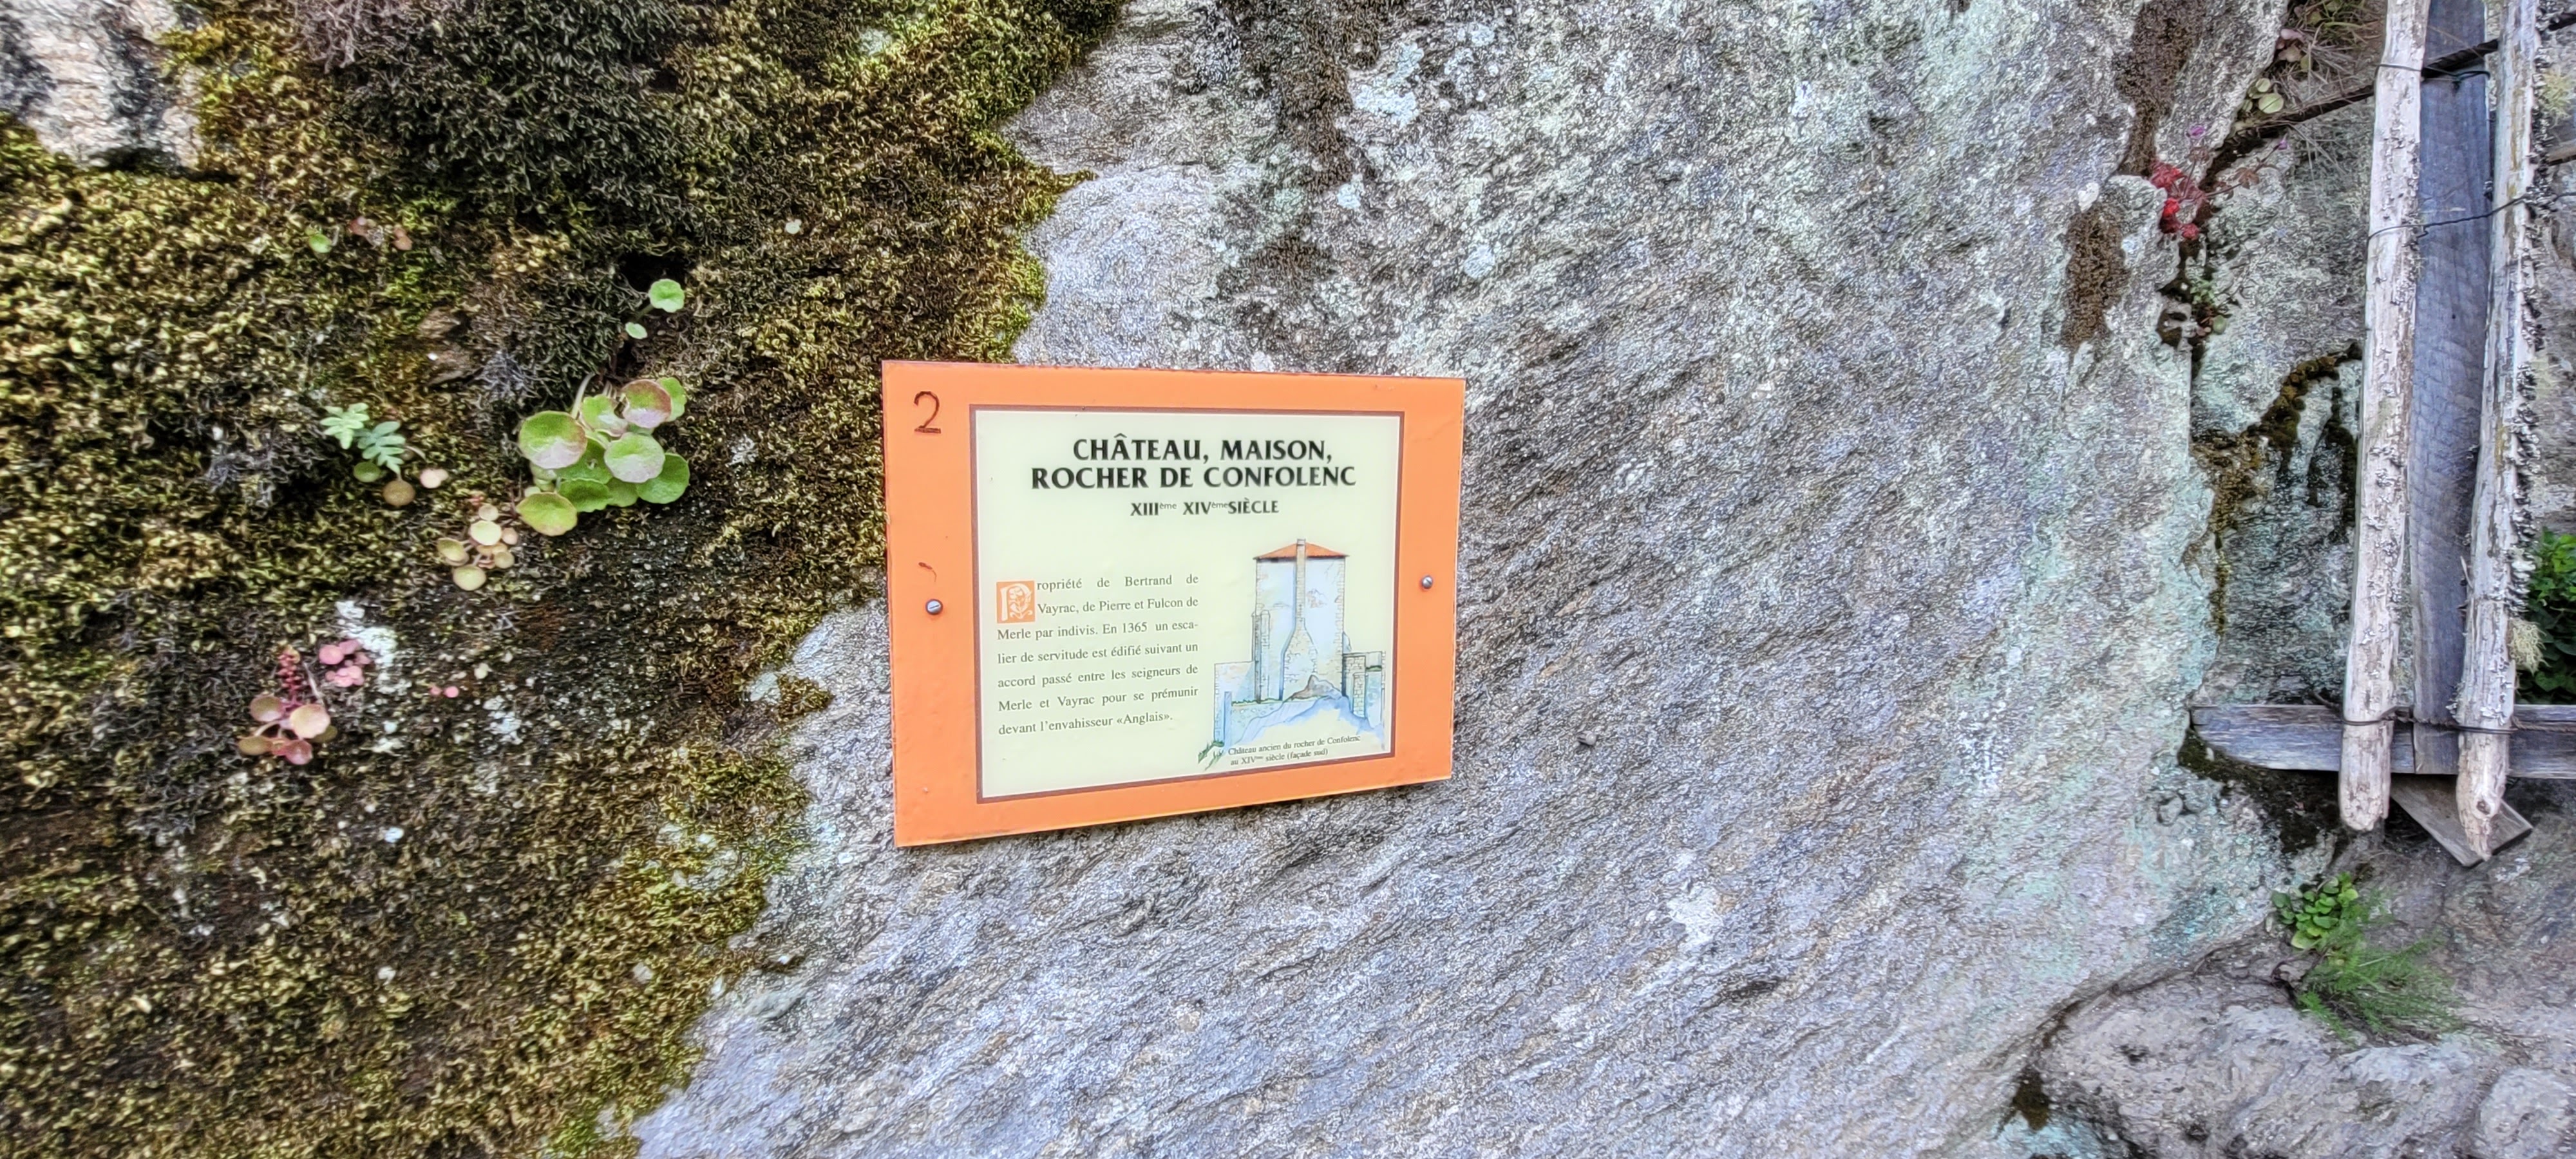 2
CHÂTEAU, MAISON,
ROCHER DE CONFOLENC
XIIIème XIVème SIÈCLE
Propriété de Bertrand de
Vayrac, de Pierre et Fulcon de
Merle par indivis. En 1365 un esca-
lier de servitude est édifié suivant un
accord passé entre les seigneurs de
Merle et Vayrac pour se prémunir
devant l'envahisseur «Anglais».
Château ancien du rocher de Confolenc
au XIVème siècle (façade sud)